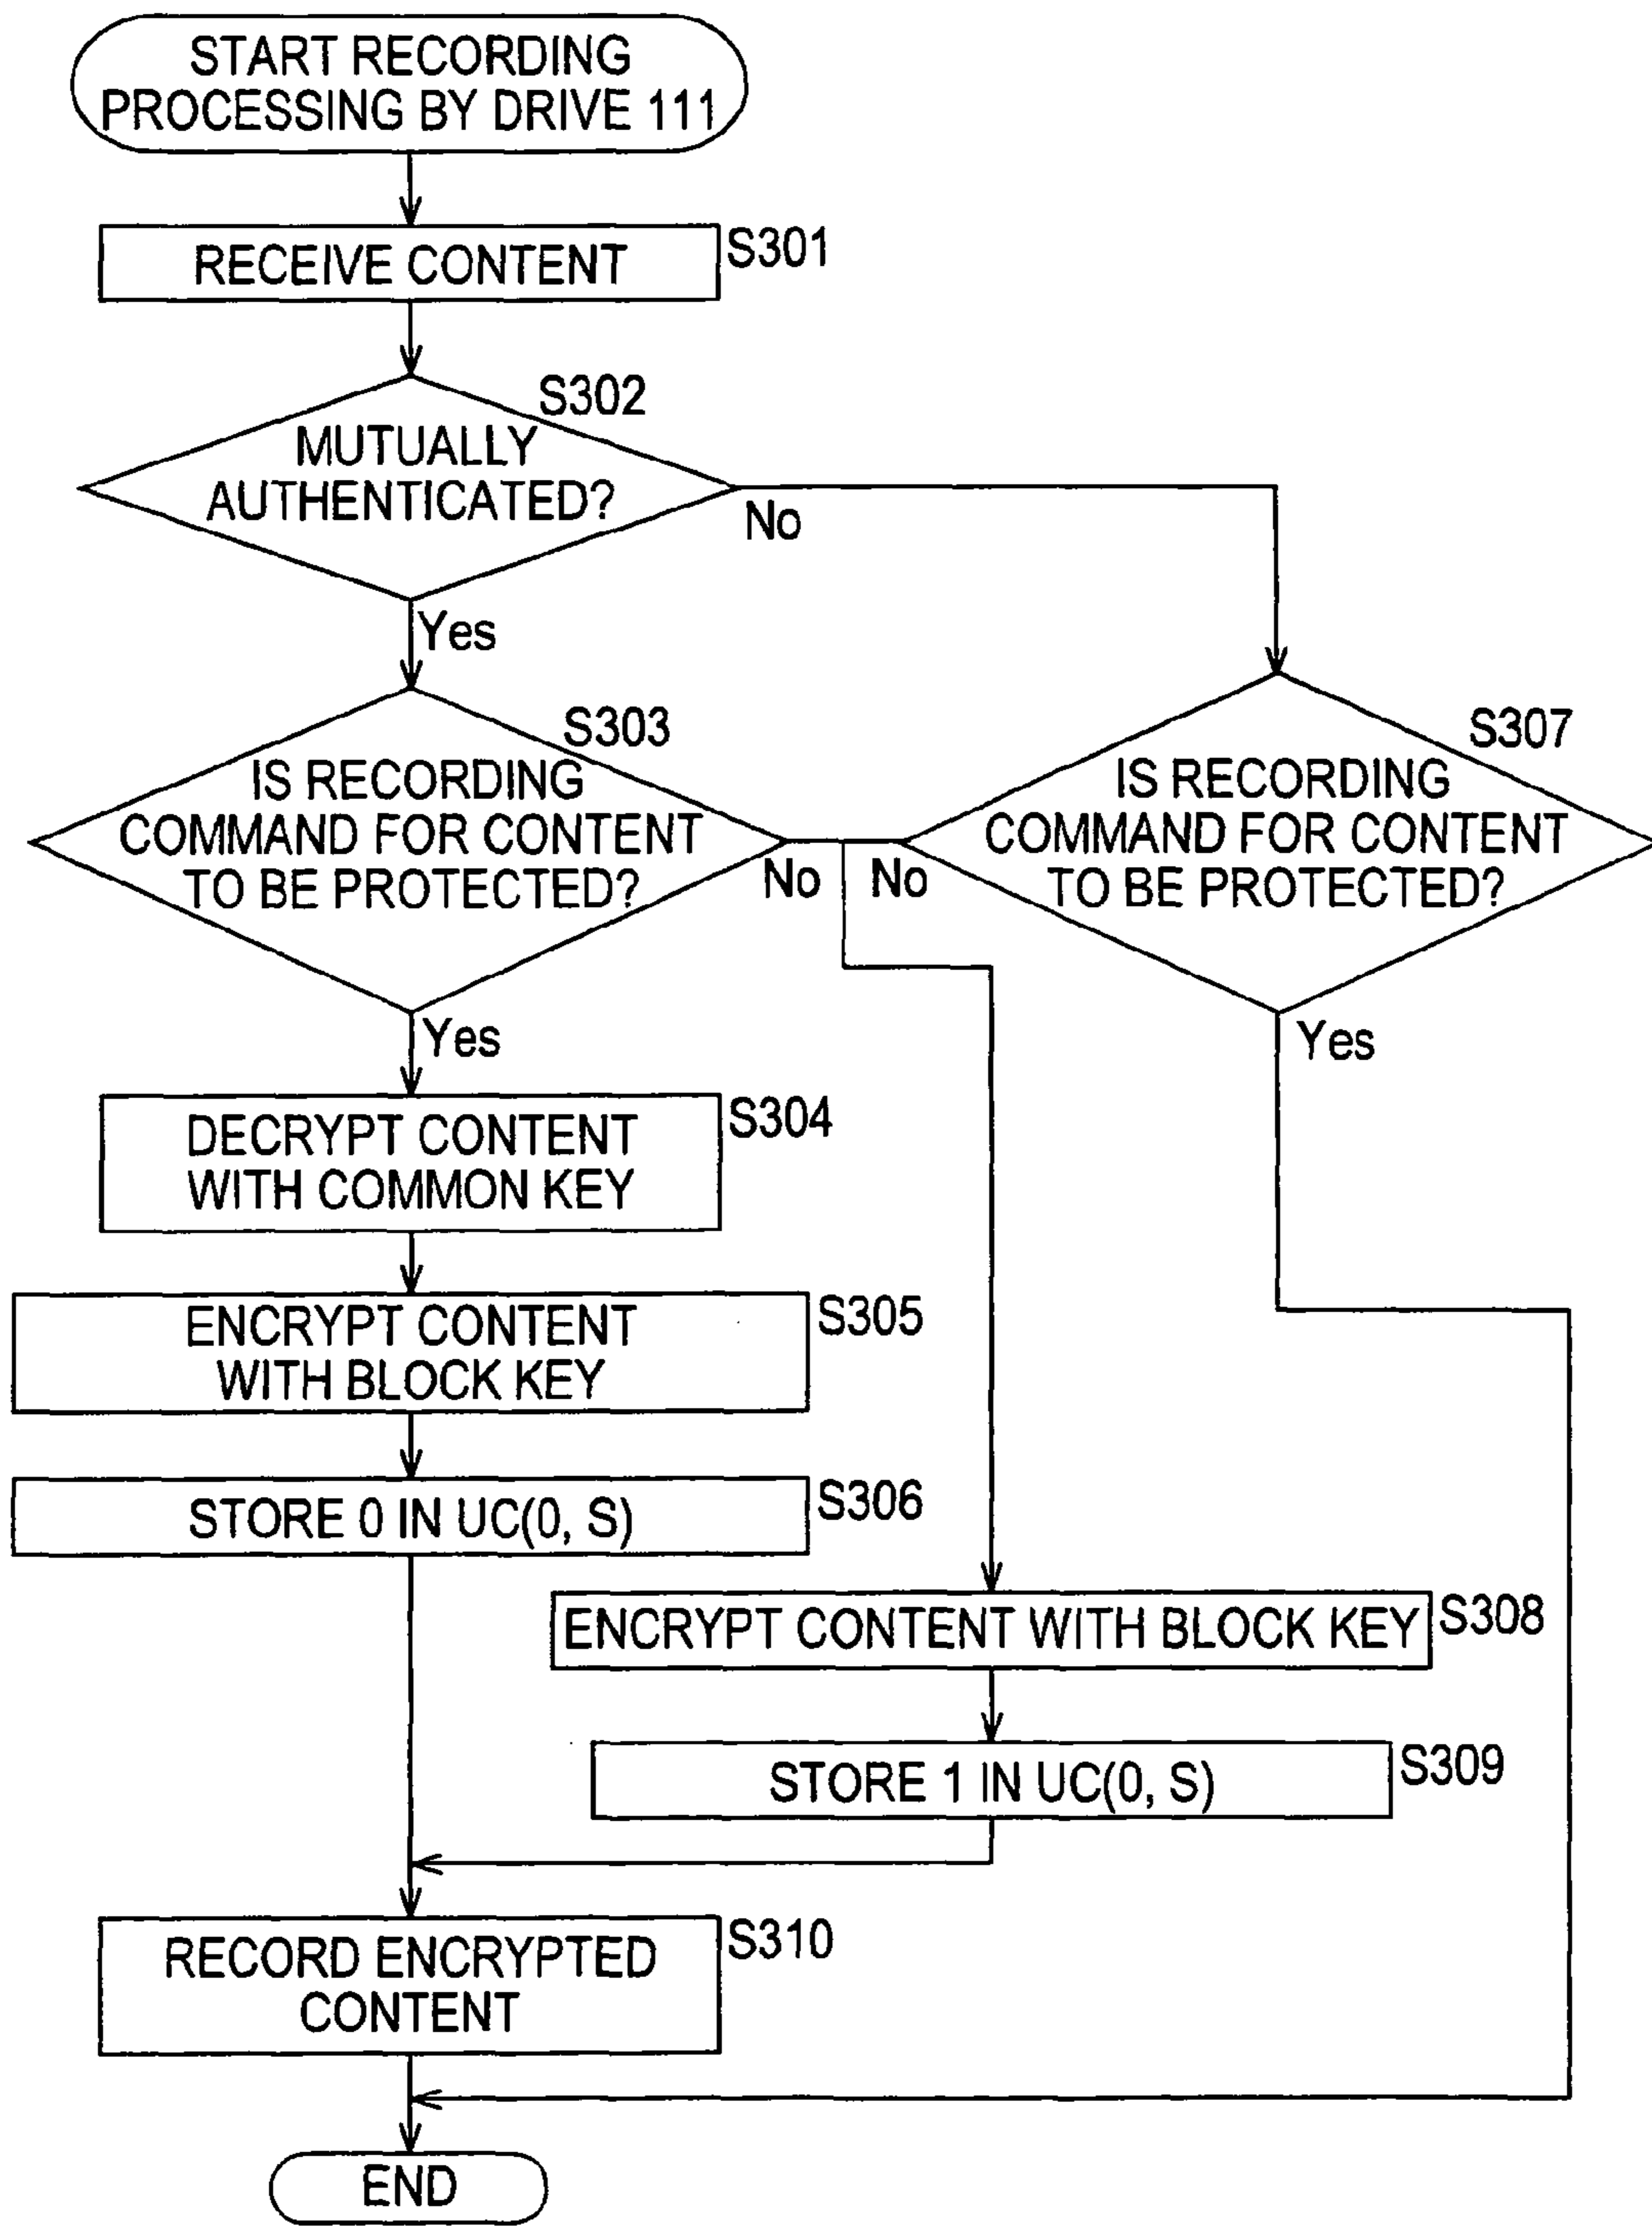 START RECORDING
PROCESSING BY DRIVE 111
RECEIVE CONTENT
S301
S302
MUTUALLY
AUTHENTICATED?
No
Yes
S303
IS RECORDING
COMMAND FOR CONTENT
TO BE PROTECTED?
No
Yes
S307
IS RECORDING
COMMAND FOR CONTENT
TO BE PROTECTED?
No
Yes
S304
DECRYPT CONTENT
WITH COMMON KEY
S305
ENCRYPT CONTENT
WITH BLOCK KEY
S306
STORE 0 IN UC(0, S)
ENCRYPT CONTENT WITH BLOCK KEY
S308
STORE 1 IN UC(0, S)
S309
RECORD ENCRYPTED
CONTENT
S310
END